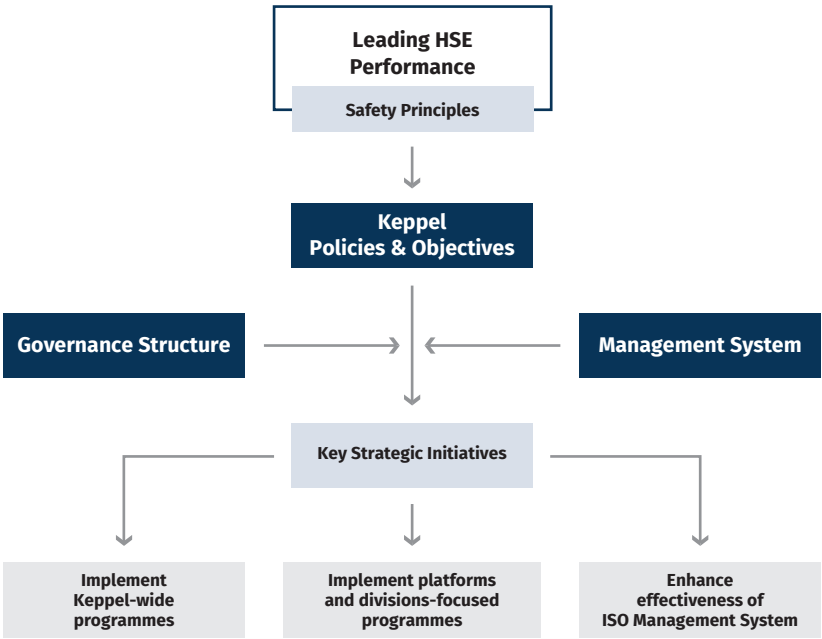 Leading HSE
Performance
Safety Principles
Keppel
Policies & Objectives
Governance Structure
Management System
Key Strategic Initiatives
Implement
Keppel-wide
programmes
Implement platforms
and divisions-focused
programmes
Enhance
effectiveness of
ISO Management System